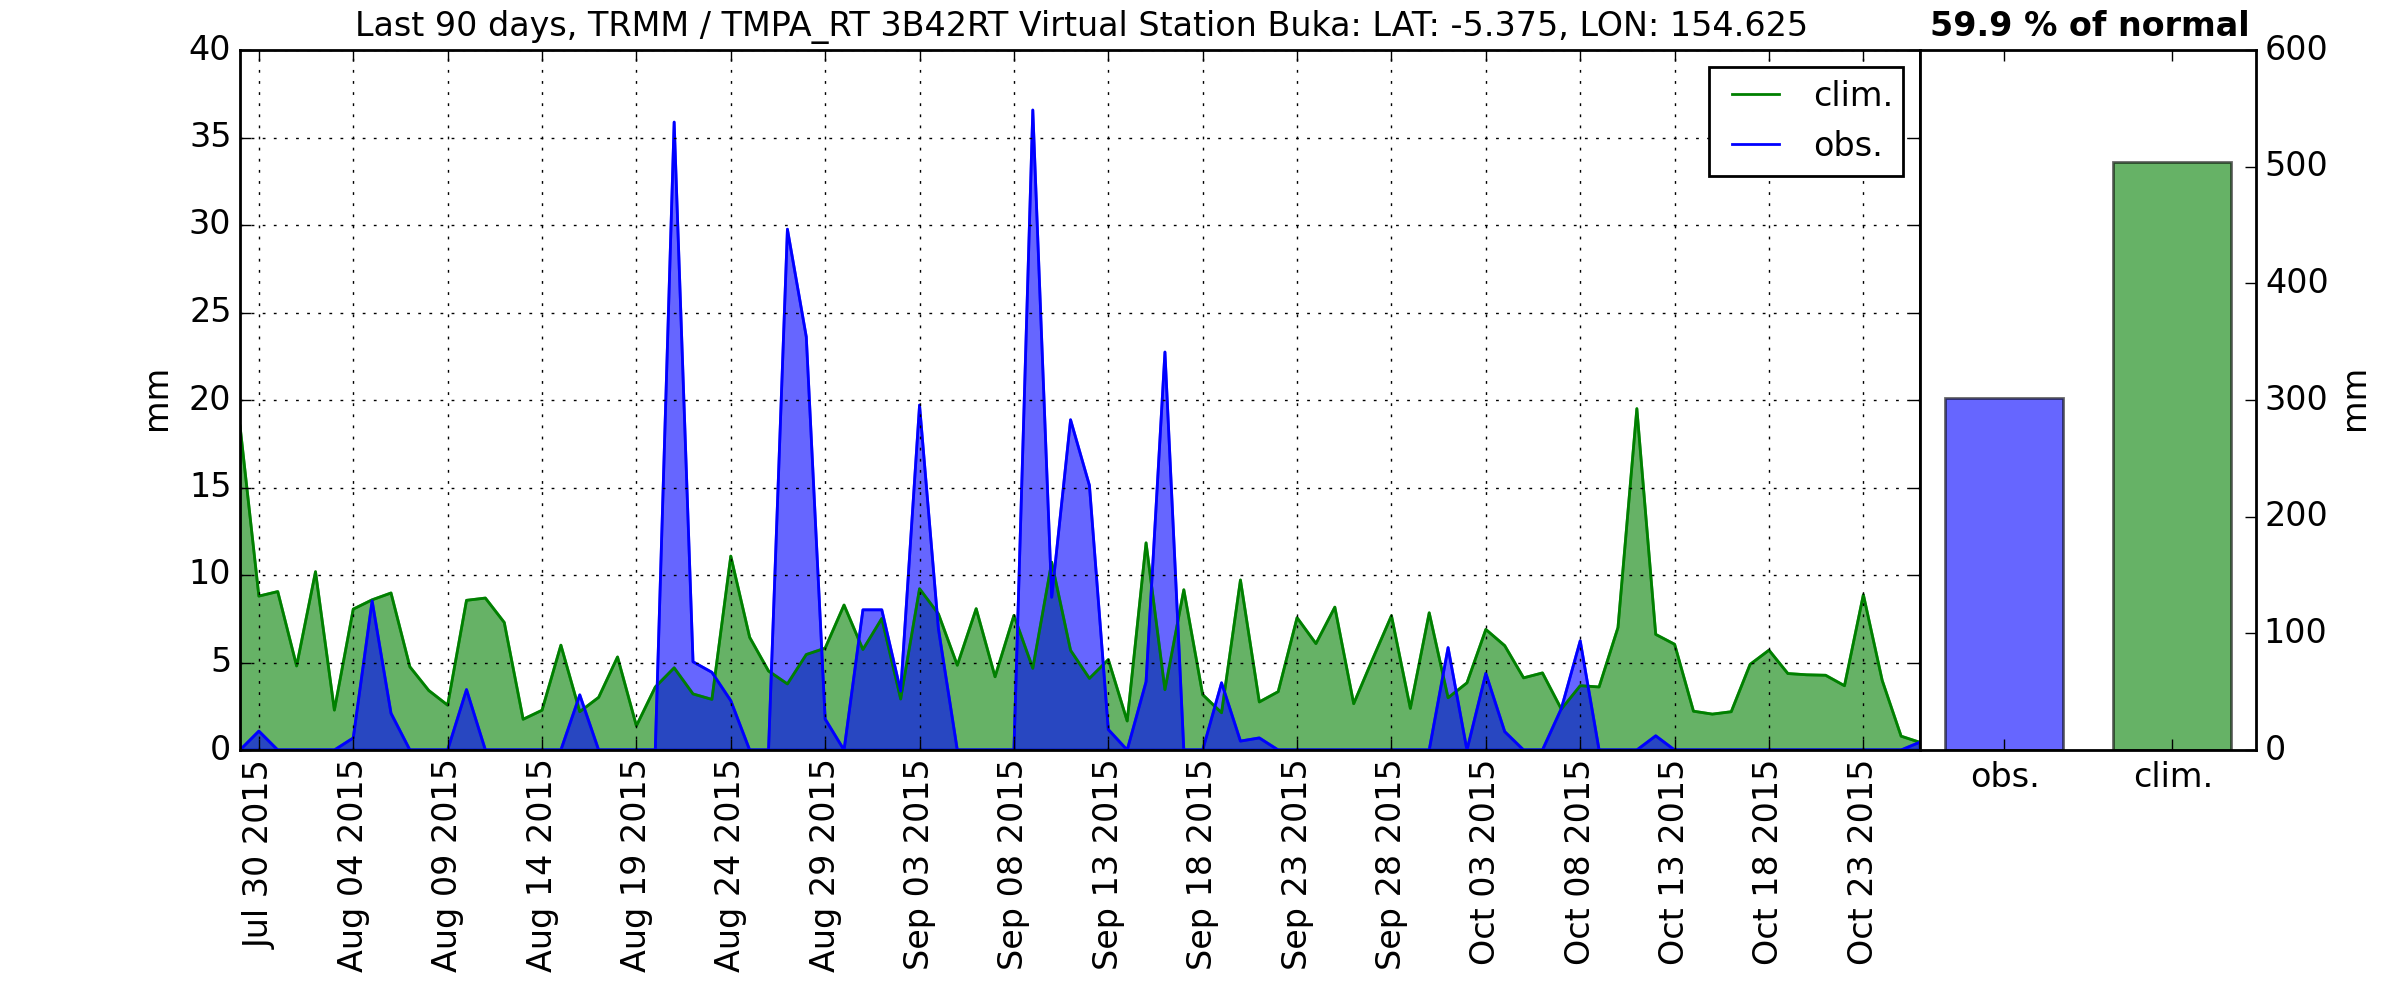 Last 90 days, TRMM / TMPA_RT 3B42RT Virtual Station Buka: LAT: -5.375, LON: 154.625
59.9 % of normal
40
35
30
25
20
15
10
5
0
mm
clim.
obs.
Jul 30 2015
Aug 04 2015
Aug 09 2015
Aug 14 2015
Aug 19 2015
Aug 24 2015
Aug 29 2015
Sep 03 2015
Sep 08 2015
Sep 13 2015
Sep 18 2015
Sep 23 2015
Sep 28 2015
Oct 03 2015
Oct 08 2015
Oct 13 2015
Oct 18 2015
Oct 23 2015
obs.
clim.
600
500
400
300
200
100
0
mm